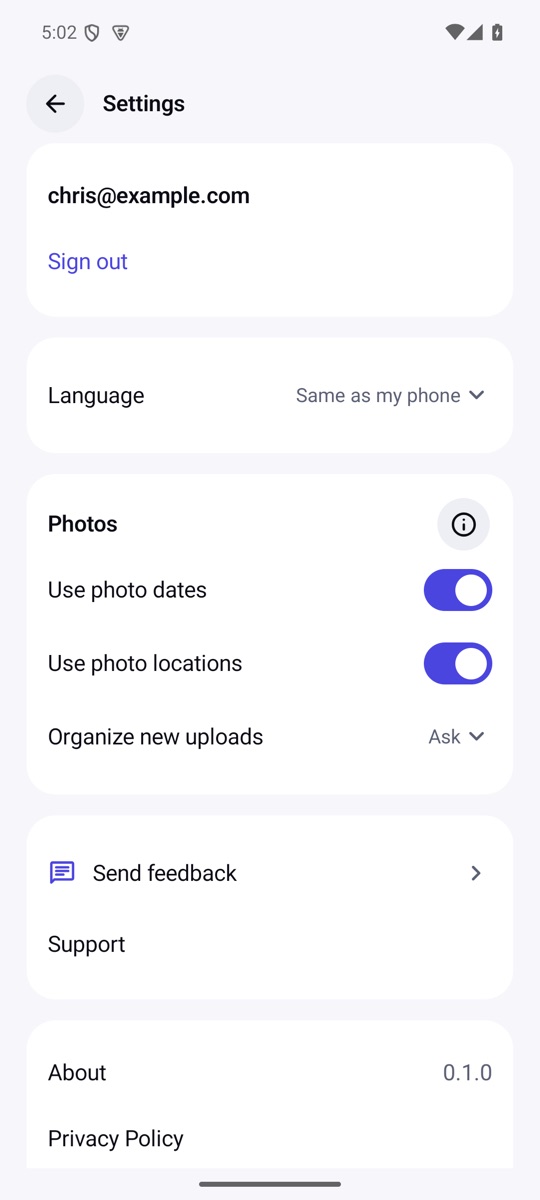 5:02
Settings
chris@example.com
Sign out
Language Same as my phone
Photos
Use photo dates
Use photo locations
Organize new uploads Ask
Send feedback
Support
About 0.1.0
Privacy Policy